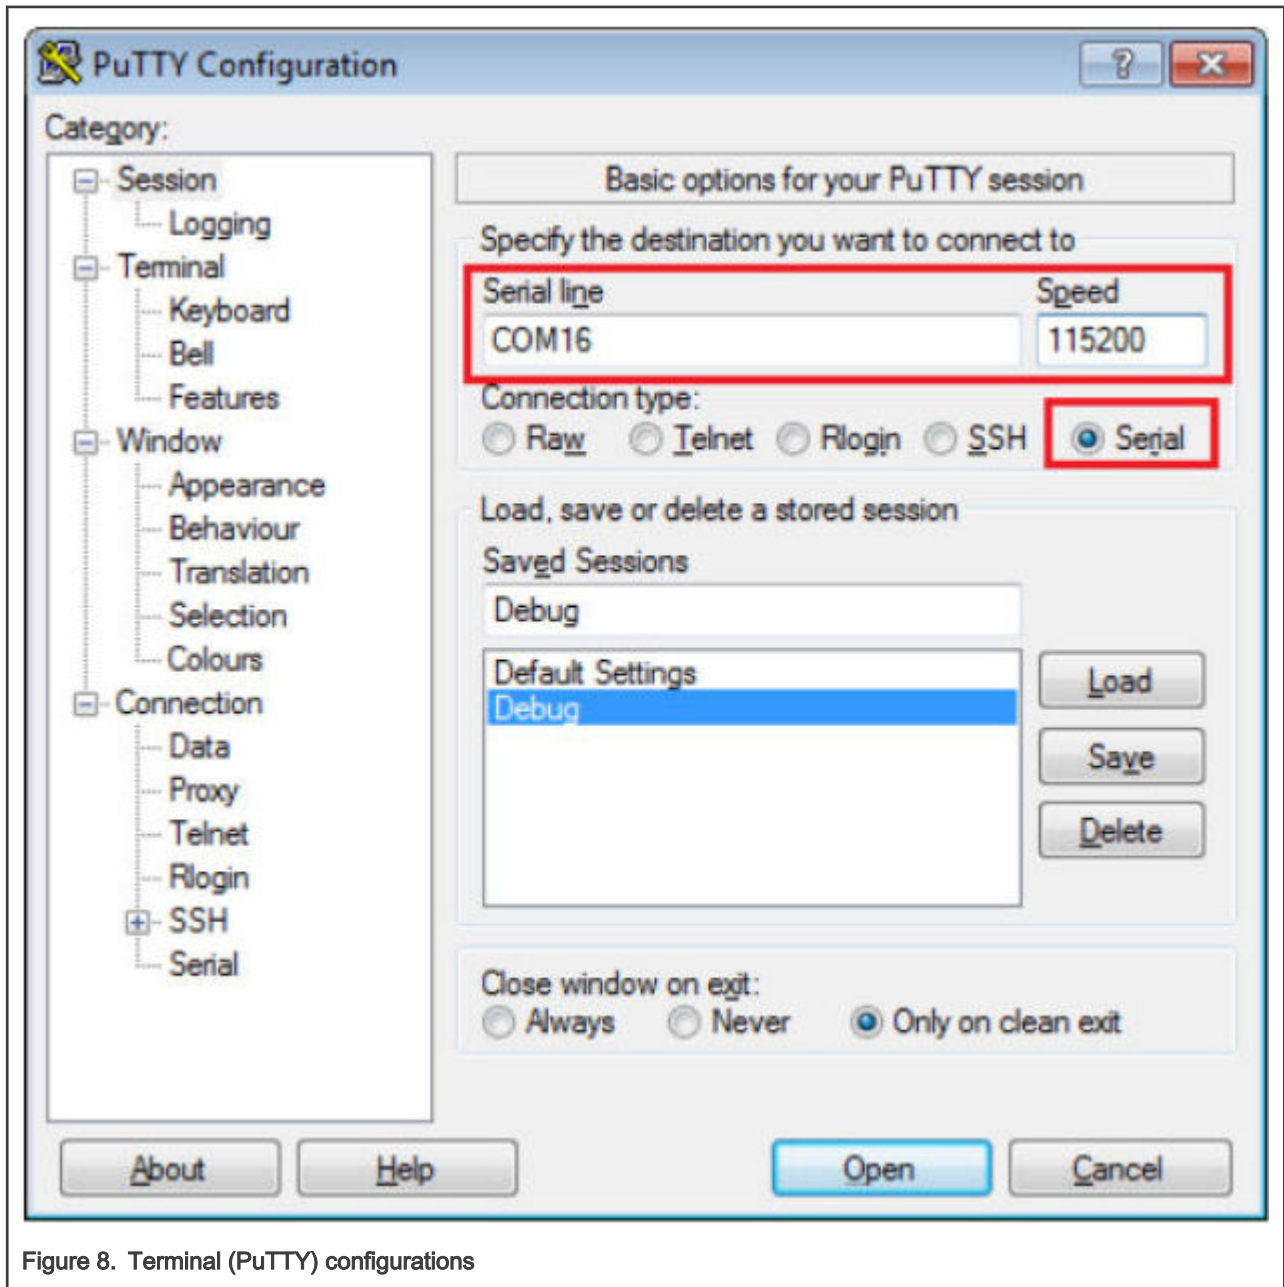 PuTTY Configuration
?
Category:
Session
Logging
Terminal
Keyboard
Bell
Features
Window
Appearance
Behaviour
Translation
Selection
Colours
Connection
Data
Proxy
Telnet
Rlogin
SSH
Serial
Basic options for your PuTTY session
Specify the destination you want to connect to
Serial line Speed
COM16 115200
Connection type:
Raw Telnet Rlogin SSH Serial
Load, save or delete a stored session
Saved Sessions
Debug
Default Settings
Debug
Load
Save
Delete
Close window on exit:
Always Never Only on clean exit
About Help Open Cancel
Figure 8. Terminal (PuTTY) configurations